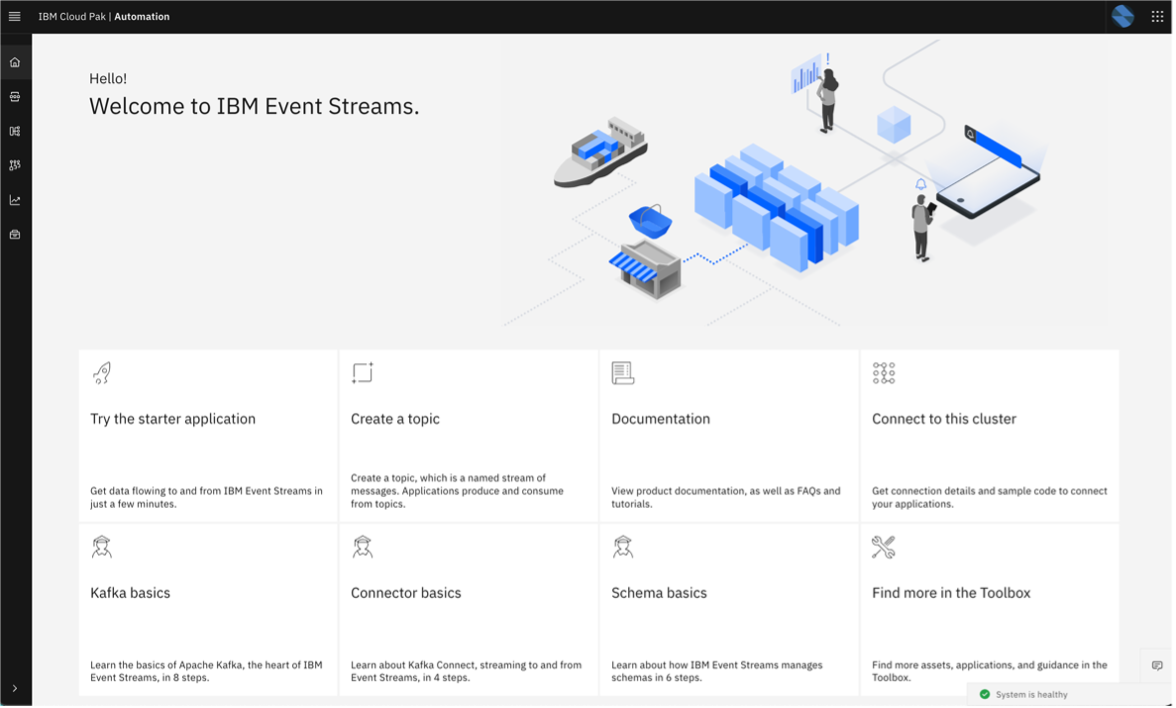 IBM Cloud Pak | Automation
Hello!
Welcome to IBM Event Streams.
Try the starter application
Get data flowing to and from IBM Event Streams in
just a few minutes.
Create a topic
Create a topic, which is a named stream of
messages. Applications produce and consume
from topics.
Documentation
View product documentation, as well as FAQs and
tutorials.
Connect to this cluster
Get connection details and sample code to connect
your applications.
Kafka basics
Learn the basics of Apache Kafka, the heart of IBM
Event Streams, in 8 steps.
Connector basics
Learn about Kafka Connect, streaming to and from
Event Streams, in 4 steps.
Schema basics
Learn about how IBM Event Streams manages
schemas in 6 steps.
Find more in the Toolbox
Find more assets, applications, and guidance in the
Toolbox.
System is healthy